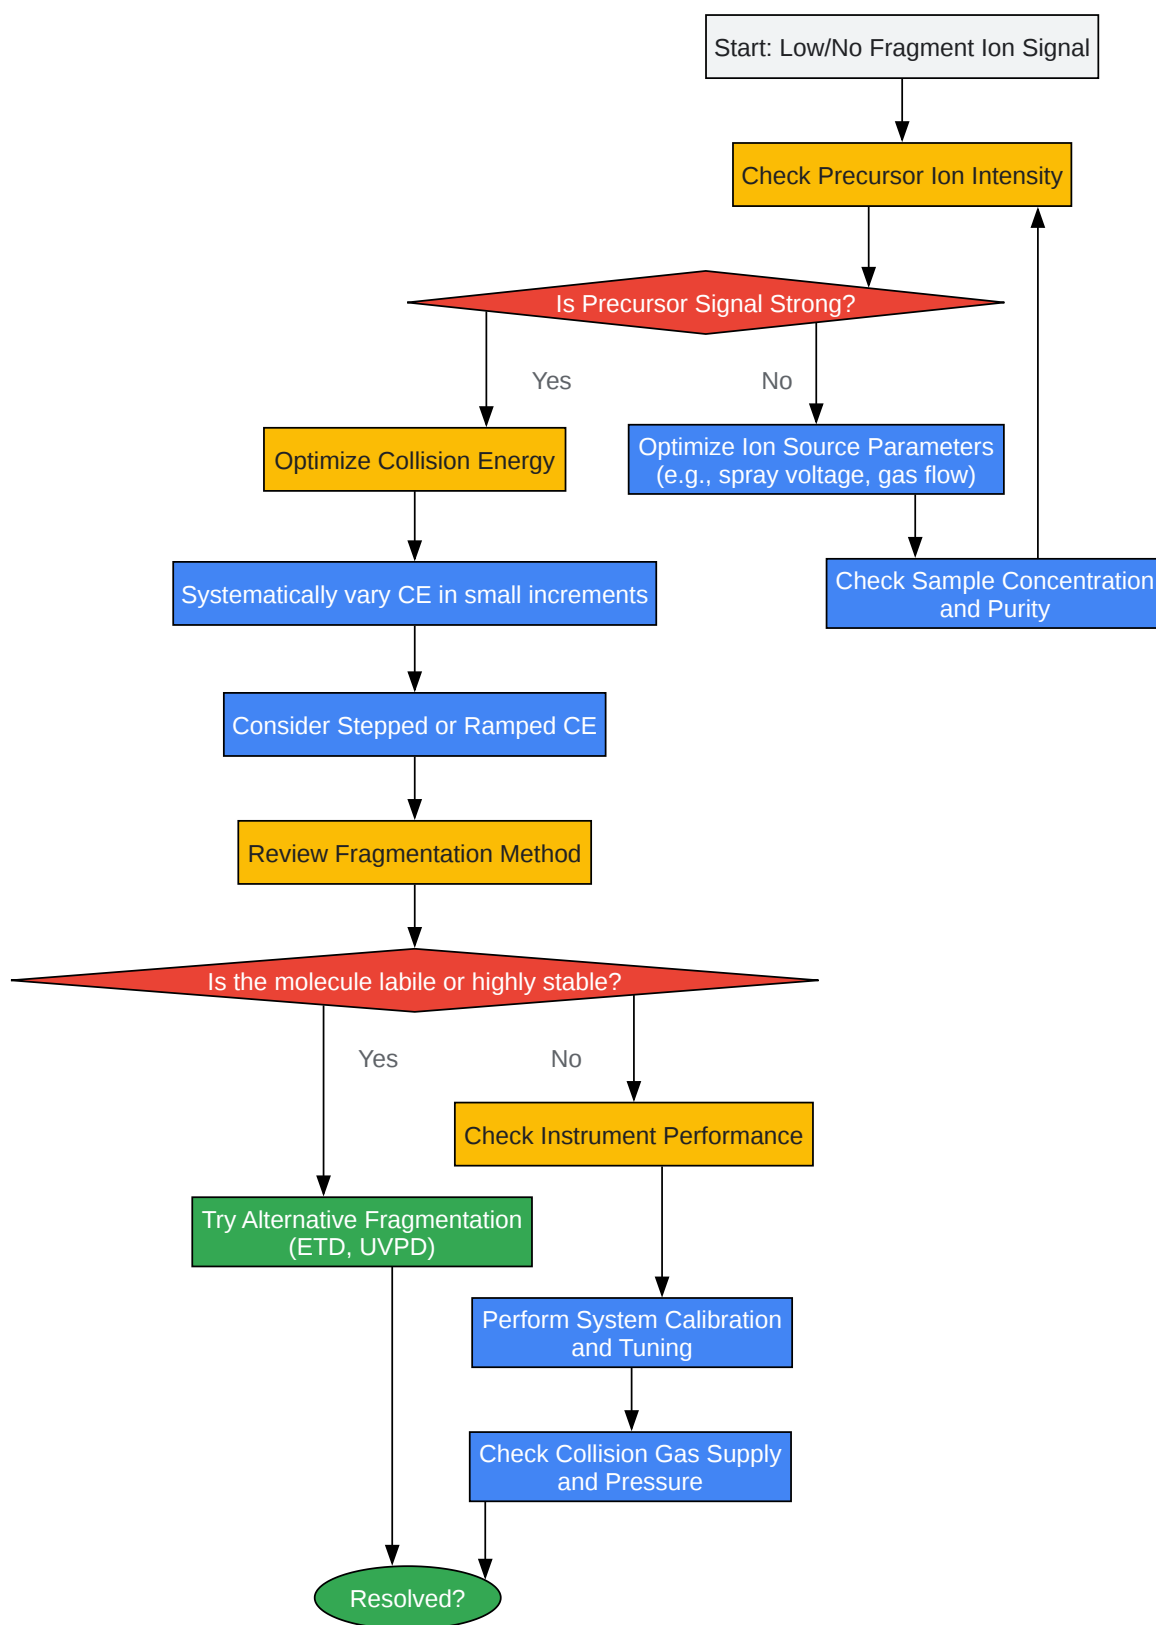 Start: Low/No Fragment Ion Signal
Check Precursor Ion Intensity
Is Precursor Signal Strong?
Yes
No
Optimize Collision Energy
Optimize Ion Source Parameters
(e.g., spray voltage, gas flow)
Systematically vary CE in small increments
Check Sample Concentration
and Purity
Consider Stepped or Ramped CE
Review Fragmentation Method
Is the molecule labile or highly stable?
Yes
No
Check Instrument Performance
Try Alternative Fragmentation
(ETD, UVPD)
Perform System Calibration
and Tuning
Check Collision Gas Supply
and Pressure
Resolved?